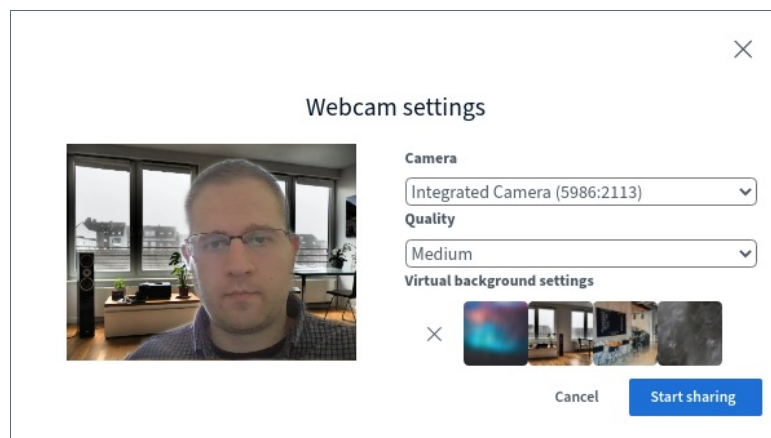 Webcam settings
Camera
Integrated Camera (5986:2113)
Quality
Medium
Virtual background settings
Cancel
Start sharing